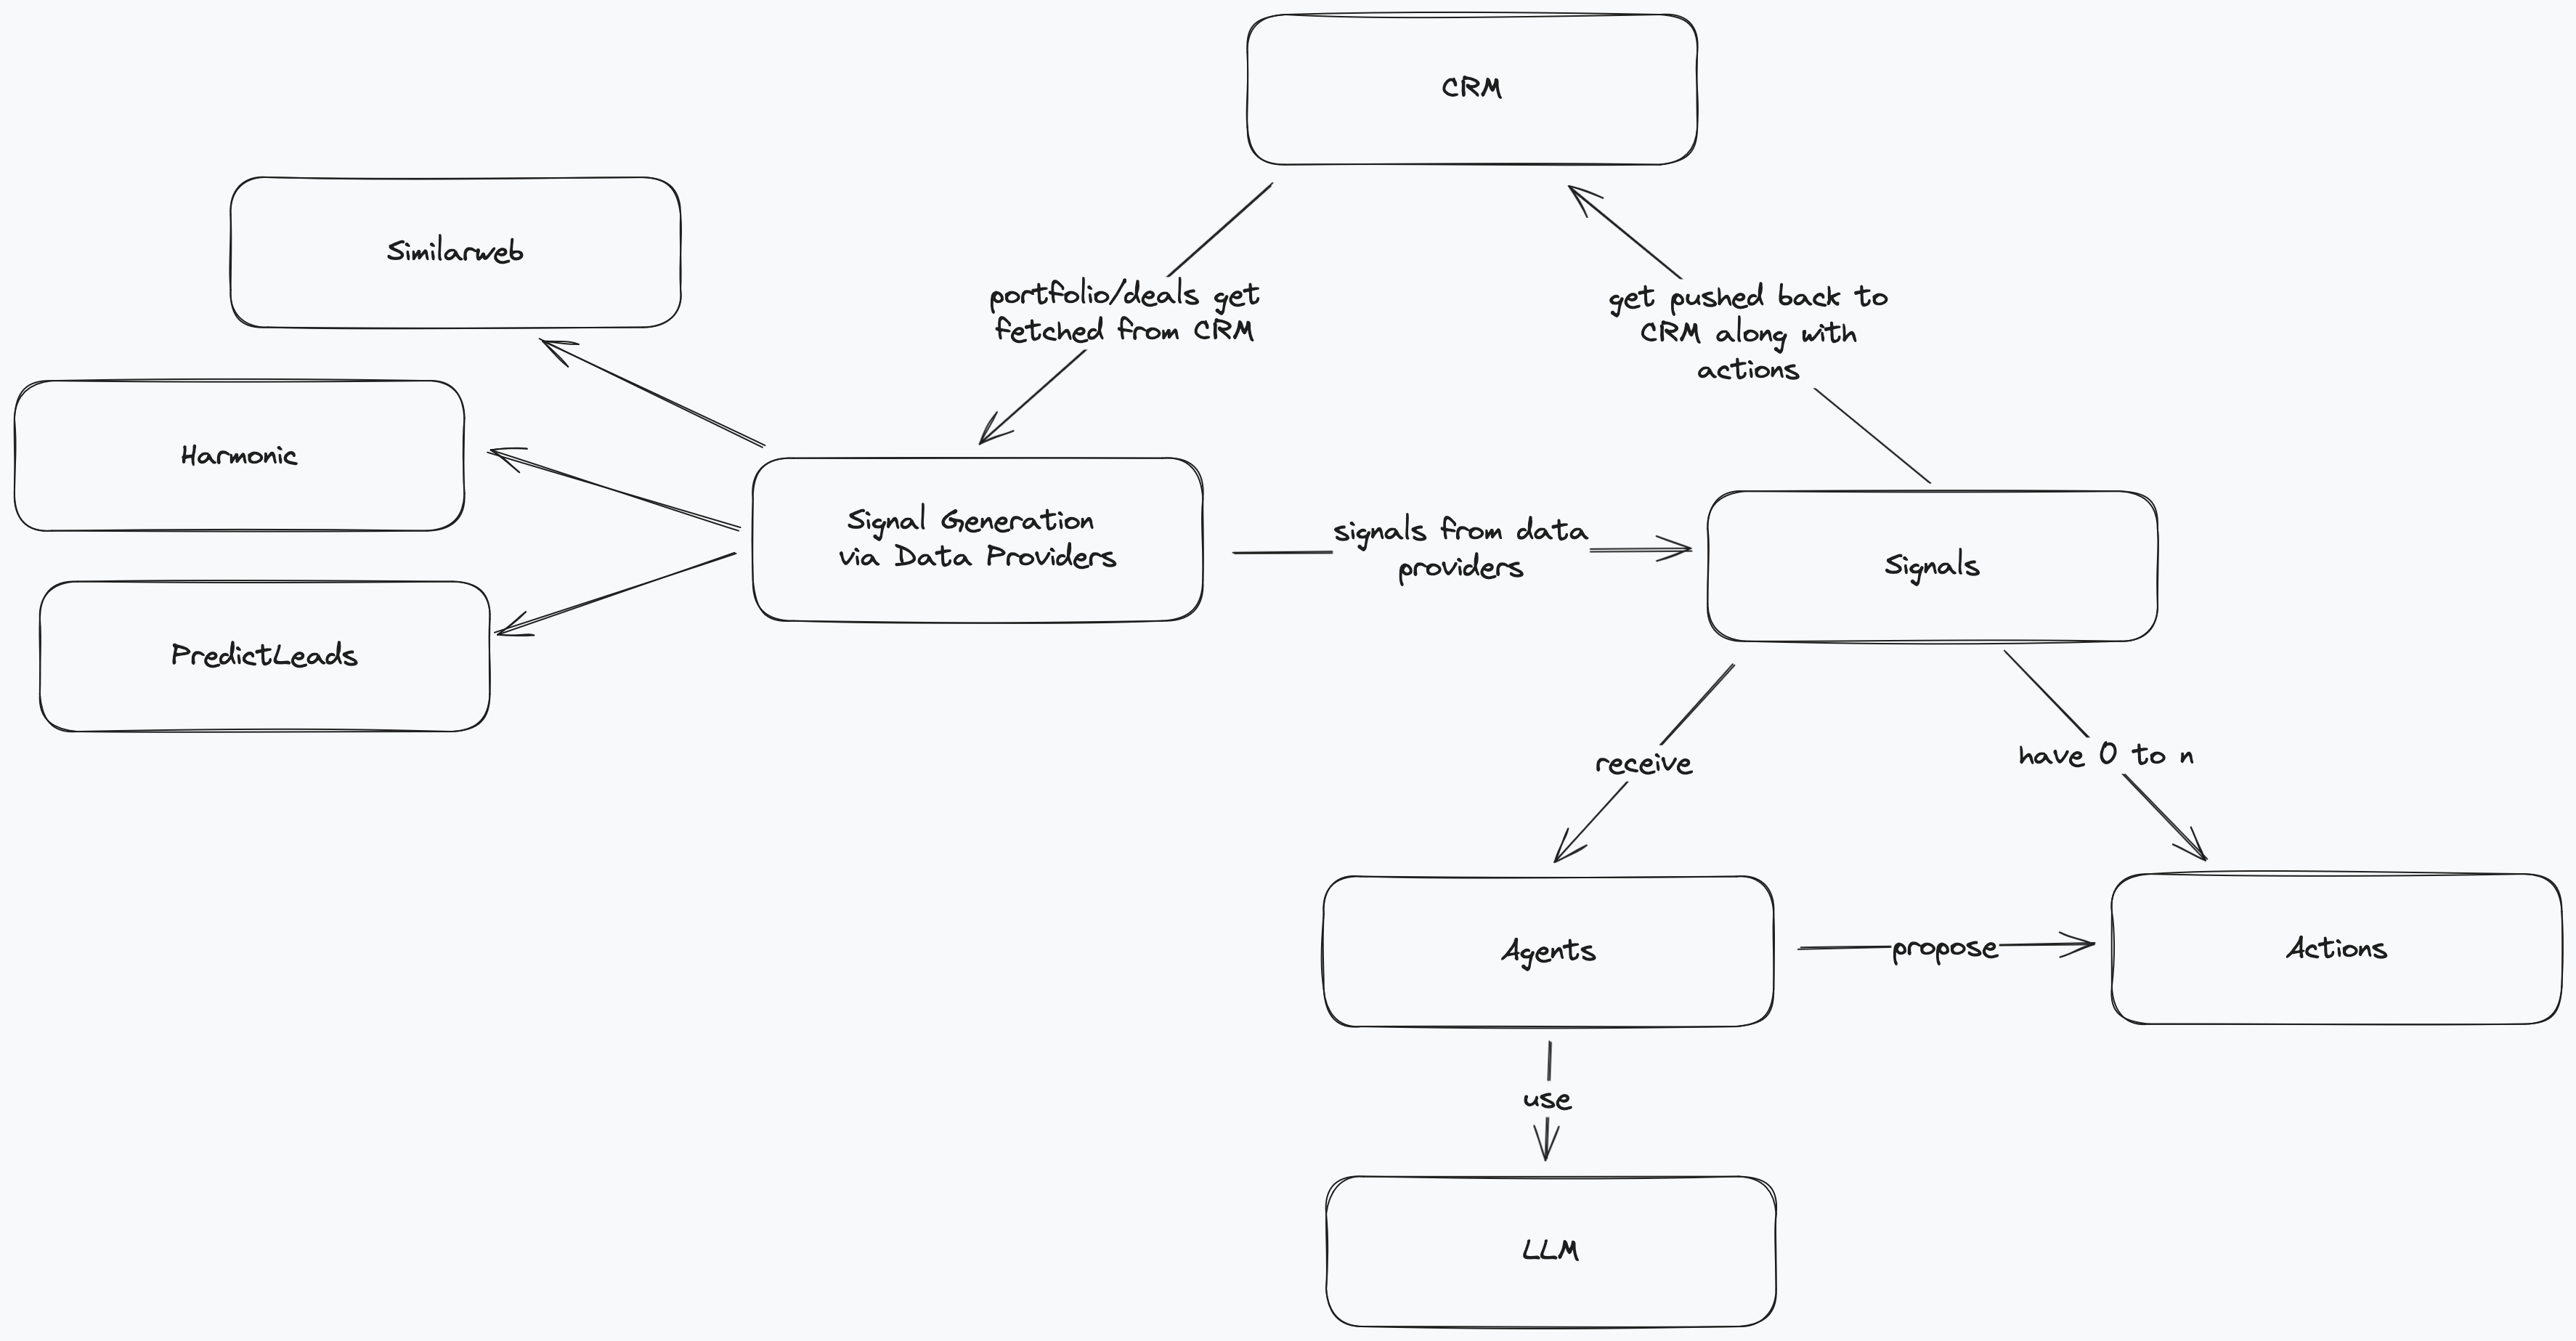 CRM
Similarweb
portfolio/deals get
fetched from CRM
get pushed back to
CRM along with
actions
Harmonic
Signal Generation
via Data Providers
signals from data
providers
Signals
PredictLeads
receive
have 0 to n
Agents
propose
Actions
use
LLM